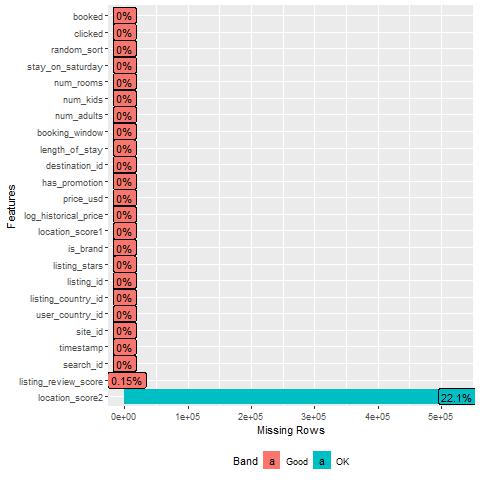 Features
booked 0%
clicked 0%
random_sort 0%
stay_on_saturday 0%
num_rooms 0%
num_kids 0%
num_adults 0%
booking_window 0%
length_of_stay 0%
destination_id 0%
has_promotion 0%
price_usd 0%
log_historical_price 0%
location_score1 0%
is_brand 0%
listing_stars 0%
listing_id 0%
listing_country_id 0%
user_country_id 0%
site_id 0%
timestamp 0%
search_id 0%
listing_review_score 0.15%
location_score2 22.1%
0e+00 1e+05 2e+05 3e+05 4e+05 5e+05
Missing Rows
Band a Good a OK